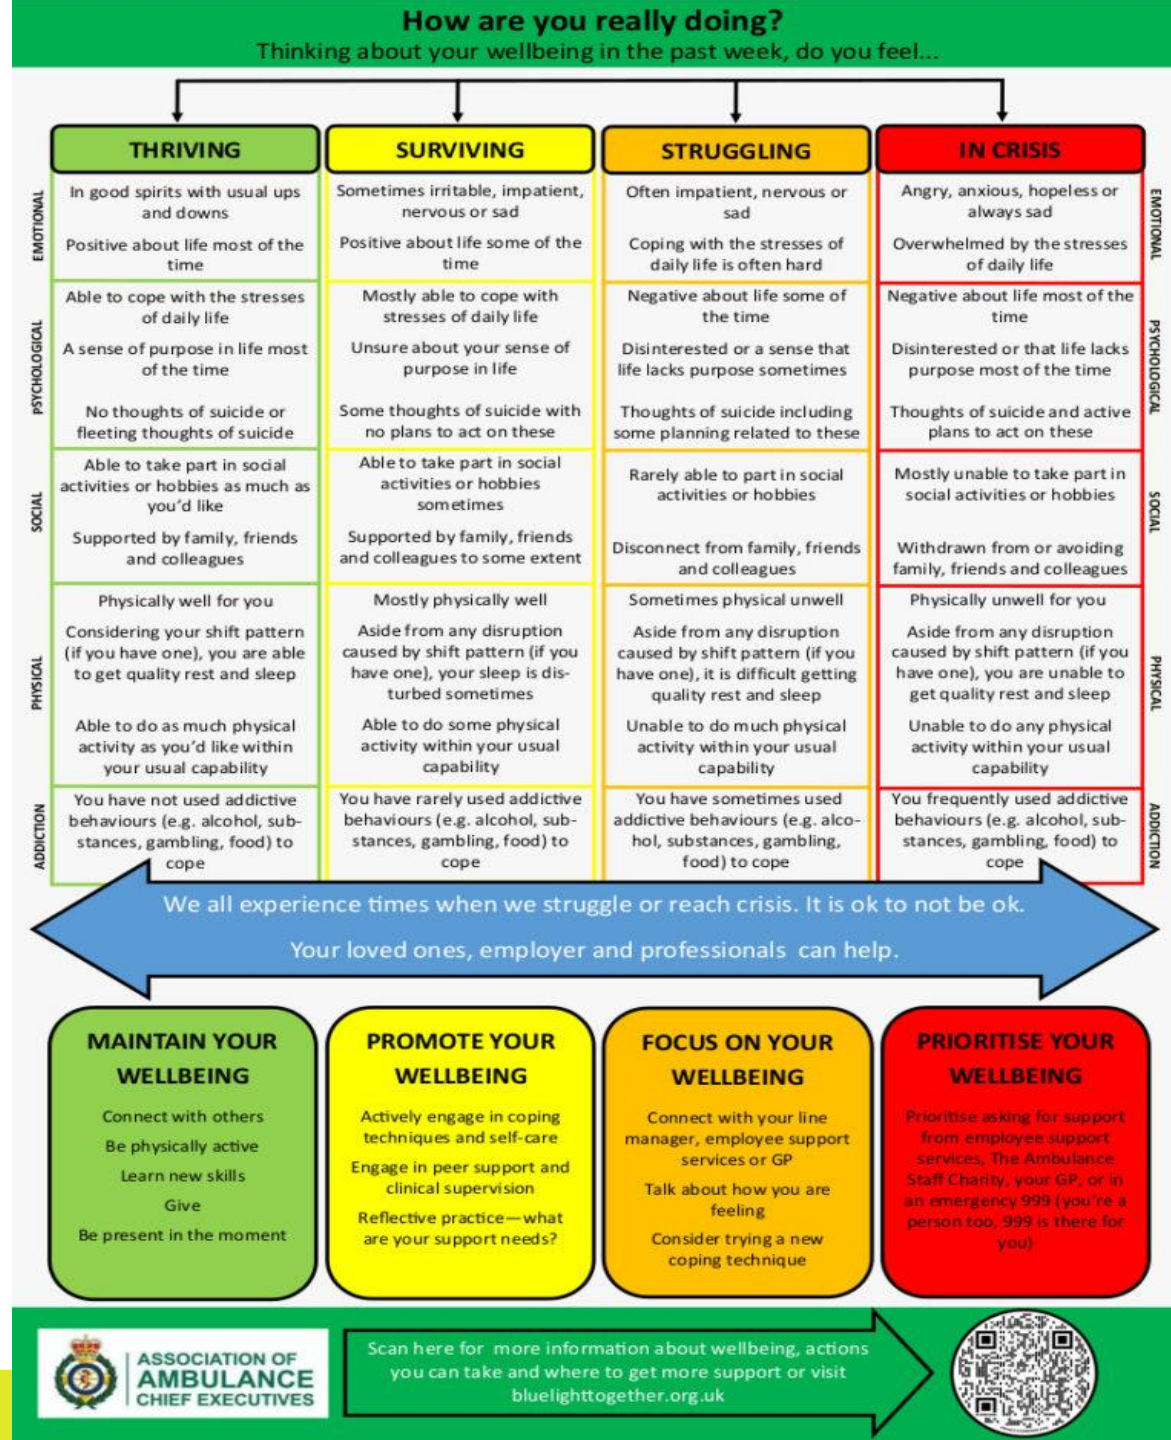 How are you really doing?
Thinking about your wellbeing in the past week, do you feel...
THRIVING
SURVIVING
STRUGGLING
IN CRISIS
EMOTIONAL
In good spirits with usual ups
and downs
Positive about life most of the
time
Sometimes irritable, impatient,
nervous or sad
Positive about life some of the
time
Often impatient, nervous or
sad
Coping with the stresses of
daily life is often hard
Angry, anxious, hopeless or
always sad
Overwhelmed by the stresses
of daily life
EMOTIONAL
PSYCHOLOGICAL
Able to cope with the stresses
of daily life
A sense of purpose in life most
of the time
No thoughts of suicide or
fleeting thoughts of suicide
Mostly able to cope with
stresses of daily life
Unsure about your sense of
purpose in life
Some thoughts of suicide with
no plans to act on these
Negative about life some of
the time
Disinterested or a sense that
life lacks purpose sometimes
Thoughts of suicide including
some planning related to these
Negative about life most of the
time
Disinterested or that life lacks
purpose most of the time
Thoughts of suicide and active
plans to act on these
PSYCHOLOGICAL
SOCIAL
Able to take part in social
activities or hobbies as much as
you'd like
Supported by family, friends
and colleagues
Able to take part in social
activities or hobbies
sometimes
Supported by family, friends
and colleagues to some extent
Rarely able to part in social
activities or hobbies
Disconnect from family, friends
and colleagues
Mostly unable to take part in
social activities or hobbies
Withdrawn from or avoiding
family, friends and colleagues
SOCIAL
PHYSICAL
Physically well for you
Considering your shift pattern
(if you have one), you are able
to get quality rest and sleep
Able to do as much physical
activity as you'd like within
your usual capability
Mostly physically well
Aside from any disruption
caused by shift pattern (if you
have one), your sleep is dis-
turbed sometimes
Able to do some physical
activity within your usual
capability
Sometimes physical unwell
Aside from any disruption
caused by shift pattern (if you
have one), it is difficult getting
quality rest and sleep
Unable to do much physical
activity within your usual
capability
Physically unwell for you
Aside from any disruption
caused by shift pattern (if you
have one), you are unable to
get quality rest and sleep
Unable to do any physical
activity within your usual
capability
PHYSICAL
ADDICTION
You have not used addictive
behaviours (e.g. alcohol, sub-
stances, gambling, food) to
cope
You have rarely used addictive
behaviours (e.g. alcohol, sub-
stances, gambling, food) to
cope
You have sometimes used
addictive behaviours (e.g. alco-
hol, substances, gambling,
food) to cope
You frequently used addictive
behaviours (e.g. alcohol, sub-
stances, gambling, food) to
cope
ADDICTION
We all experience times when we struggle or reach crisis. It is ok to not be ok.
Your loved ones, employer and professionals can help.
MAINTAIN YOUR
WELLBEING
Connect with others
Be physically active
Learn new skills
Give
Be present in the moment
PROMOTE YOUR
WELLBEING
Actively engage in coping
techniques and self-care
Engage in peer support and
clinical supervision
Reflective practice—what
are your support needs?
FOCUS ON YOUR
WELLBEING
Connect with your line
manager, employee support
services or GP
Talk about how you are
feeling
Consider trying a new
coping technique
PRIORITISE YOUR
WELLBEING
Prioritise asking for support
from employee support
services, The Ambulance
Staff Charity, your GP, or in
an emergency 999 (you're a
person too, 999 is there for
you)
ASSOCIATION OF
AMBULANCE
CHIEF EXECUTIVES
Scan here for more information about wellbeing, actions
you can take and where to get more support or visit
bluelighttogether.org.uk